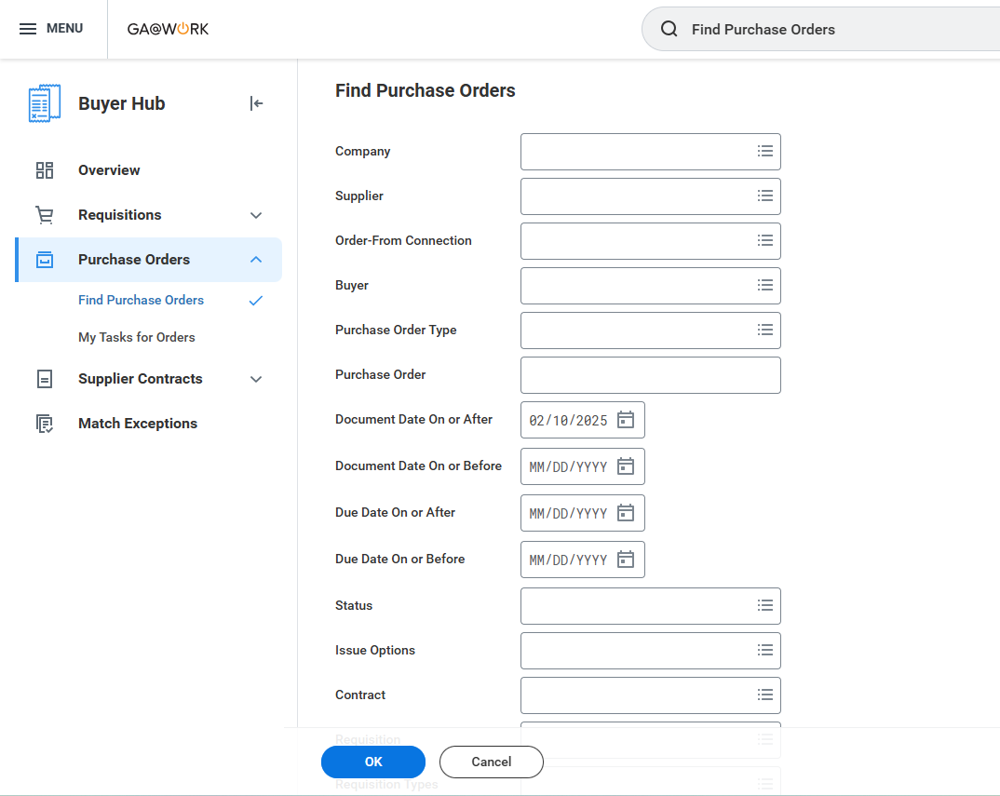 MENU
GA@WORK
Find Purchase Orders
Buyer Hub
Overview
Requisitions
Purchase Orders
Find Purchase Orders
My Tasks for Orders
Supplier Contracts
Match Exceptions
Find Purchase Orders
Company
Supplier
Order-From Connection
Buyer
Purchase Order Type
Purchase Order
Document Date On or After 02/10/2025
Document Date On or Before MM/DD/YYYY
Due Date On or After MM/DD/YYYY
Due Date On or Before MM/DD/YYYY
Status
Issue Options
Contract
Requisition
OK Cancel
Requisition Types